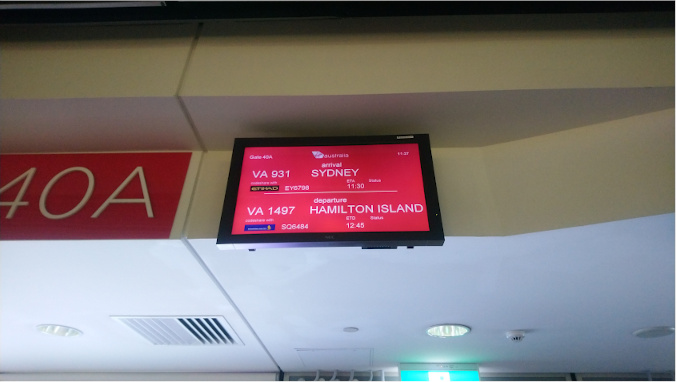 40A
Gate 40A australia 11:27
arrival
VA 931 SYDNEY
codeshare with ETA Status
ETIHAD EY6798 11:30
departure
VA 1497 HAMILTON ISLAND
codeshare with ETD Status
SQ6484 12:45